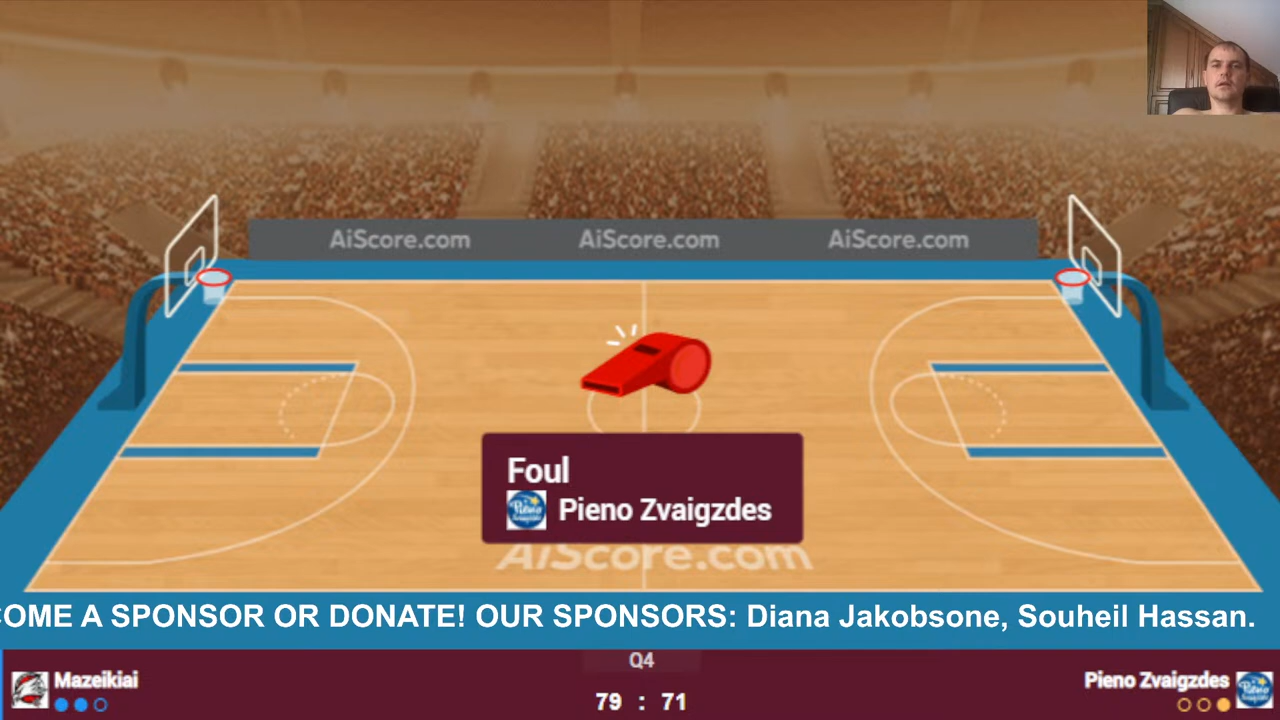 AiScore.com AiScore.com AiScore.com
Foul
Pieno Zvaigzdes
AiScore.com
COME A SPONSOR OR DONATE! OUR SPONSORS: Diana Jakobsone, Souheil Hassan.
Q4
Mazeikiai
79 : 71
Pieno Zvaigzdes